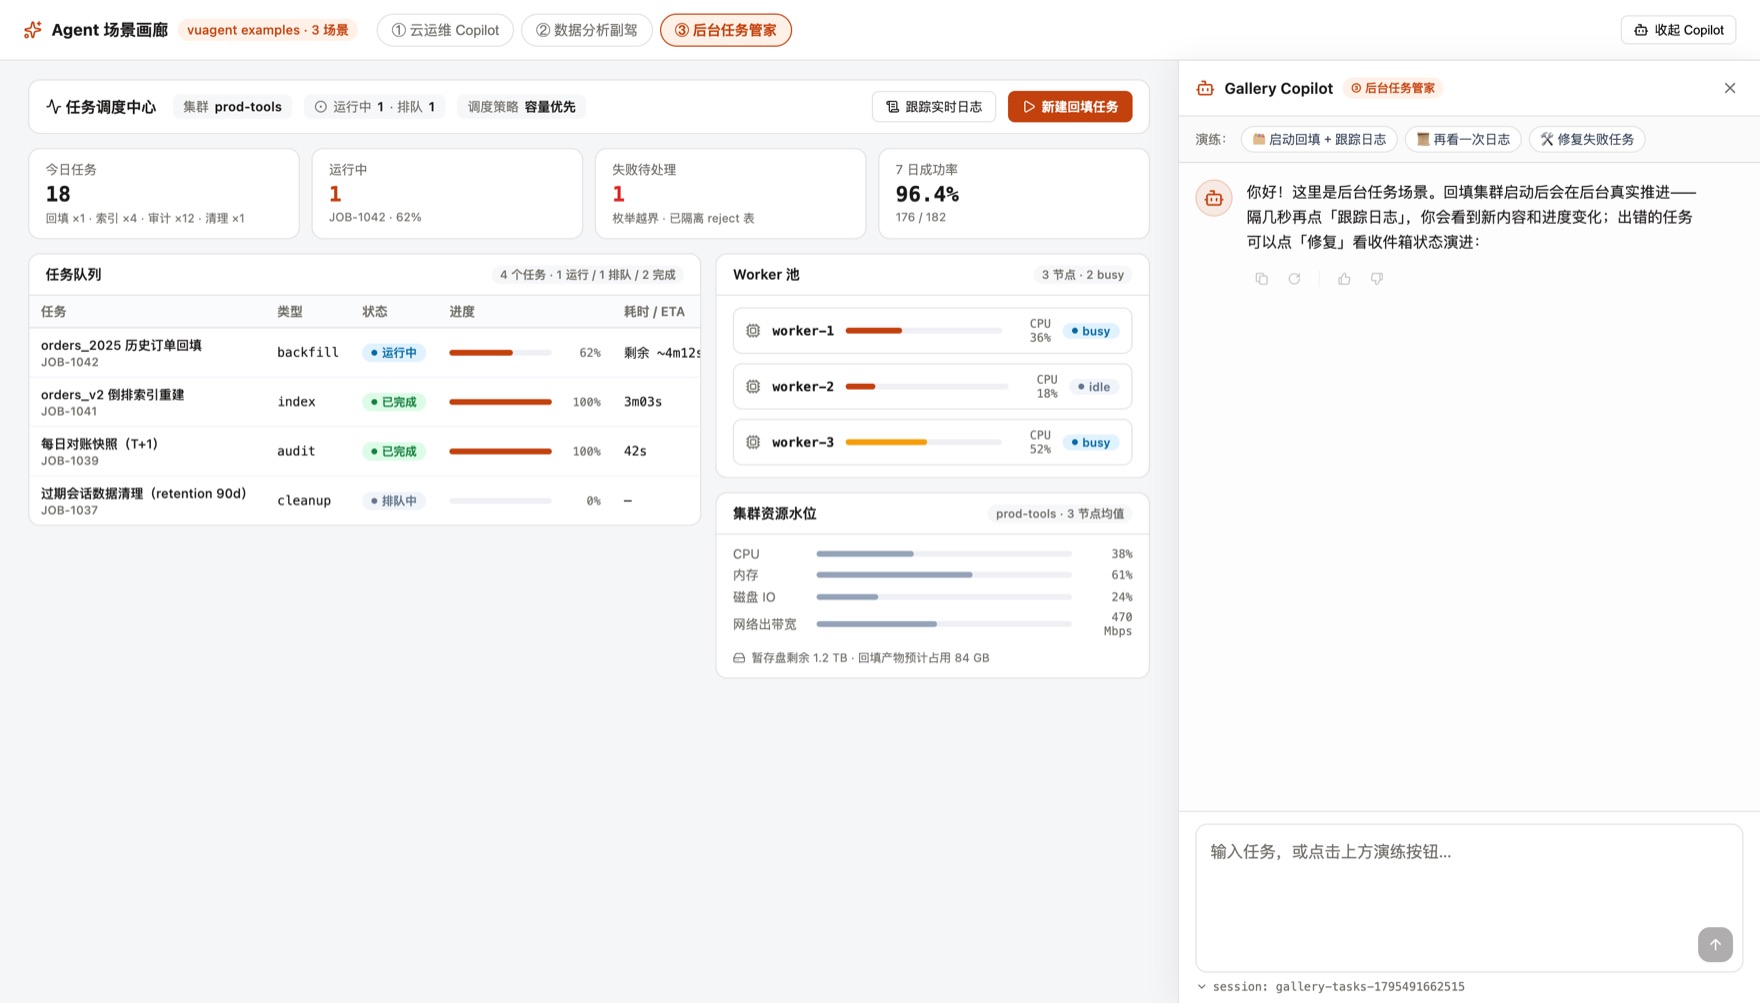 Agent 场景画廊
vuagent examples · 3 场景
① 云运维 Copilot
② 数据分析副驾
③ 后台任务管家
收起 Copilot
任务调度中心
集群 prod-tools
运行中 1 · 排队 1
调度策略 容量优先
跟踪实时日志
新建回填任务
今日任务
18
回填 ×1 · 索引 ×4 · 审计 ×12 · 清理 ×1
运行中
1
JOB-1042 · 62%
失败待处理
1
枚举越界 · 已隔离 reject 表
7 日成功率
96.4%
176 / 182
任务队列
4 个任务 · 1 运行 / 1 排队 / 2 完成
任务 类型 状态 进度 耗时 / ETA
orders_2025 历史订单回填
JOB-1042
backfill 运行中 62% 剩余 ~4m12s
orders_v2 倒排索引重建
JOB-1041
index 已完成 100% 3m03s
每日对账快照（T+1）
JOB-1039
audit 已完成 100% 42s
过期会话数据清理（retention 90d）
JOB-1037
cleanup 排队中 0% —
Worker 池
3 节点 · 2 busy
worker-1 CPU 36% busy
worker-2 CPU 18% idle
worker-3 CPU 52% busy
集群资源水位
prod-tools · 3 节点均值
CPU 38%
内存 61%
磁盘 IO 24%
网络出带宽 470 Mbps
暂存盘剩余 1.2 TB · 回填产物预计占用 84 GB
Gallery Copilot
③ 后台任务管家
演练：
启动回填 + 跟踪日志
再看一次日志
修复失败任务
你好！这里是后台任务场景。回填集群启动后会在后台真实推进——
隔几秒再点「跟踪日志」，你会看到新内容和进度变化；出错的任务
可以点「修复」看收件箱状态演进：
输入任务，或点击上方演练按钮...
session: gallery-tasks-1795491662515